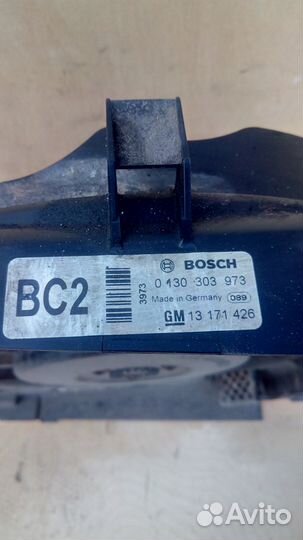 BC2
3973
BOSCH
0 130 303 973
Made in Germany 089
GM 13 171 426
Avito